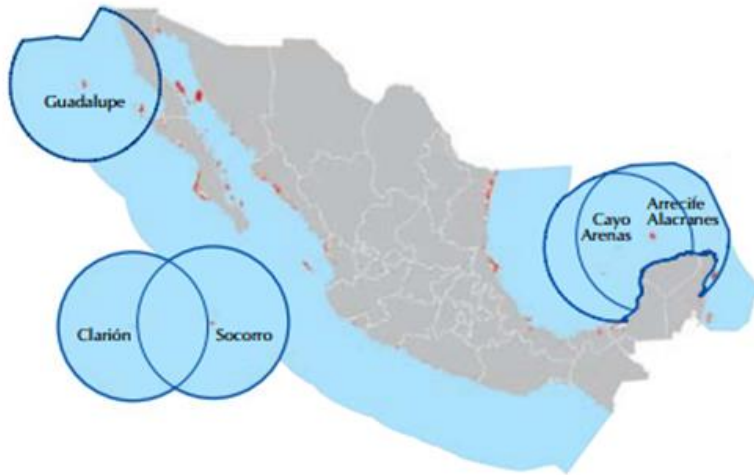 Guadalupe
Cayo
Arenas
Arrecife
Alacranes
Clarión
Socorro